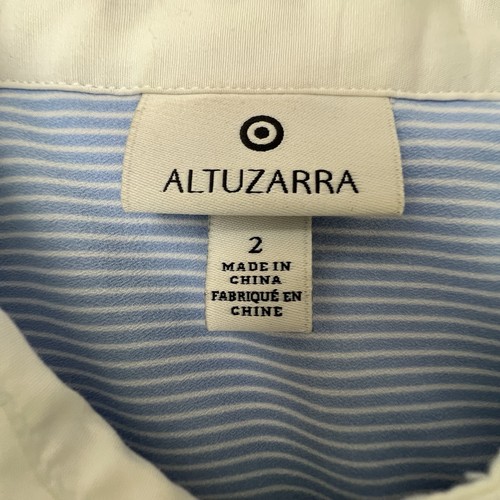 ALTUZARRA
2
MADE IN
CHINA
FABRIQUÉ EN
CHINE